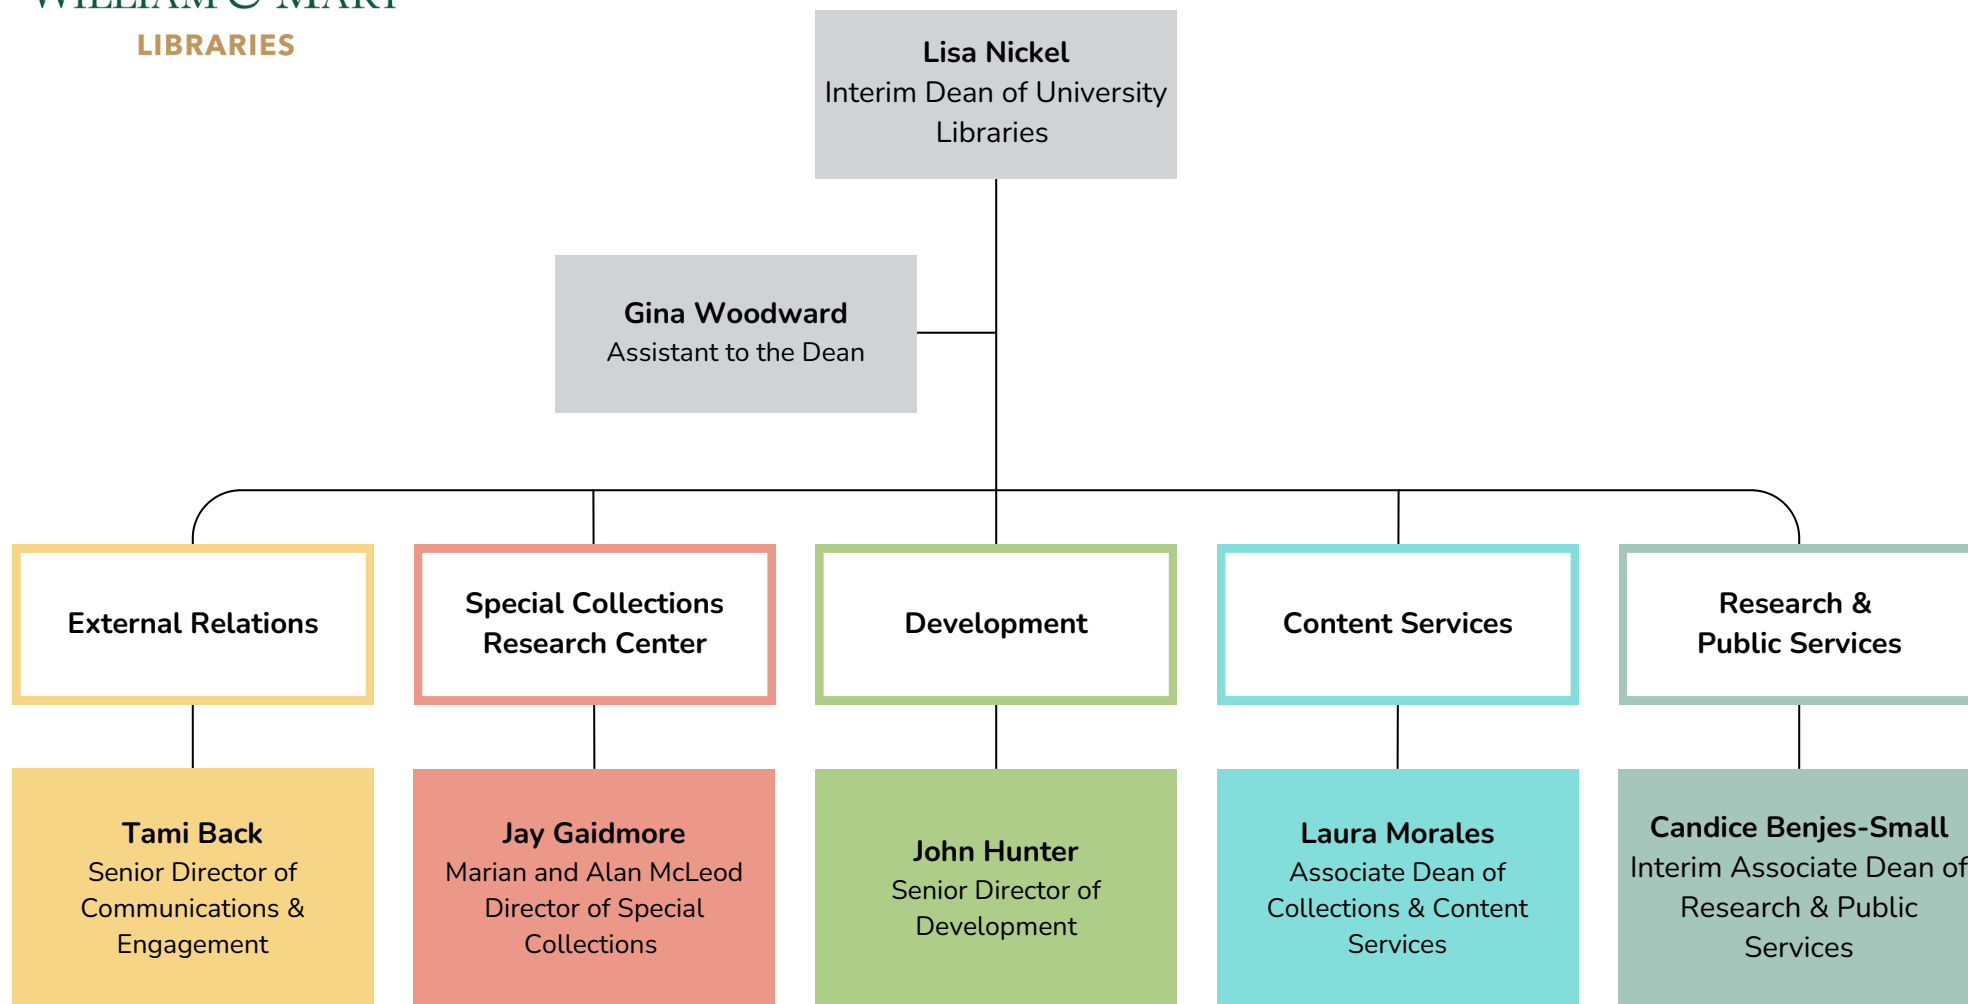 WILLIAM & MARY
LIBRARIES
Lisa Nickel
Interim Dean of University
Libraries
Gina Woodward
Assistant to the Dean
External Relations
Special Collections
Research Center
Development
Content Services
Research &
Public Services
Tami Back
Senior Director of
Communications &
Engagement
Jay Gaidmore
Marian and Alan McLeod
Director of Special
Collections
John Hunter
Senior Director of
Development
Laura Morales
Associate Dean of
Collections & Content
Services
Candice Benjes-Small
Interim Associate Dean of
Research & Public
Services